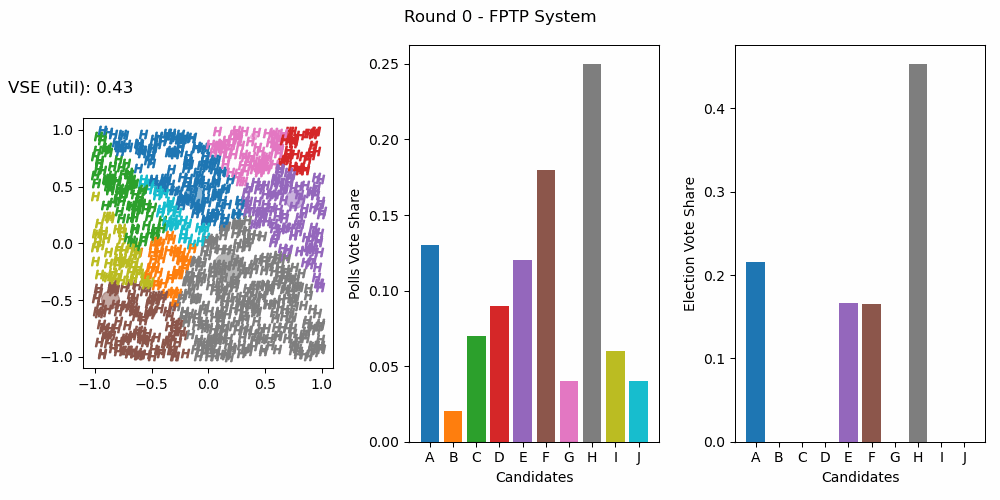 Round 0 - FPTP System
VSE (util): 0.43
1.0
0.5
0.0
−0.5
−1.0
−1.0 −0.5 0.0 0.5 1.0
Polls Vote Share
0.25
0.20
0.15
0.10
0.05
0.00
A B C D E F G H I J
Candidates
Election Vote Share
0.4
0.3
0.2
0.1
0.0
A B C D E F G H I J
Candidates